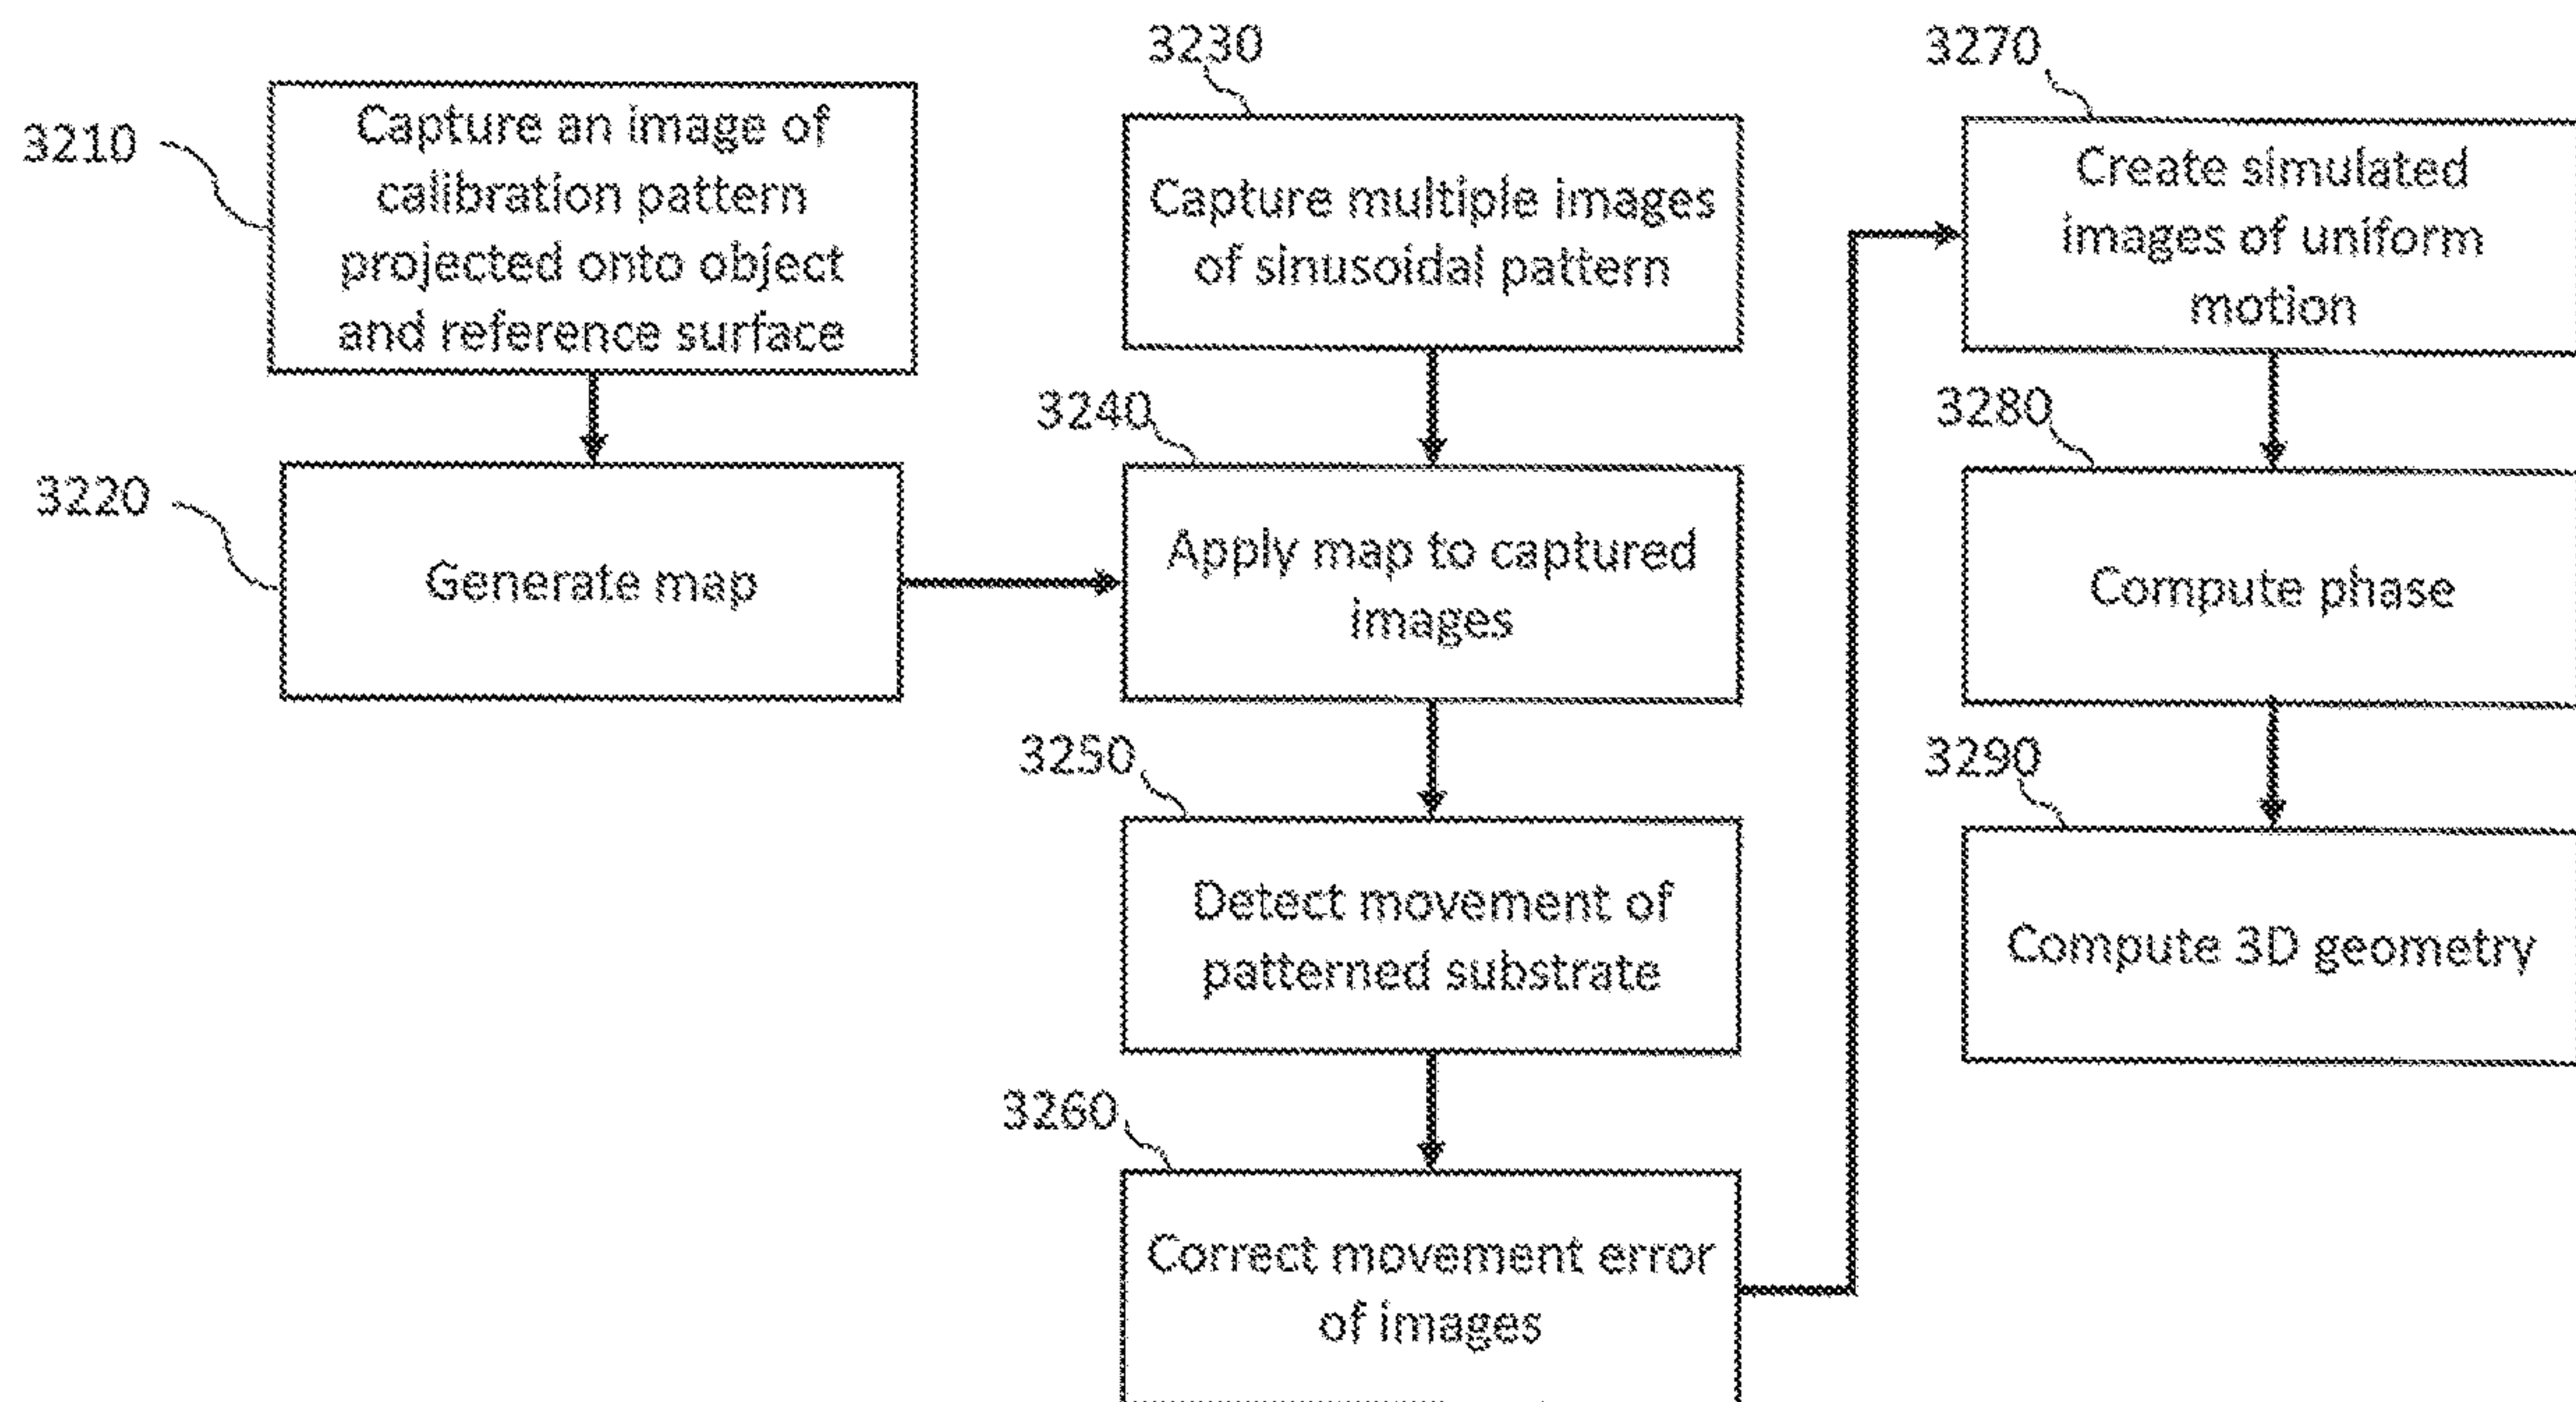 3210
Capture an image of
calibration pattern
projected onto object
and reference surface
3220
Generate map
3230
Capture multiple images
of sinusoidal pattern
3240
Apply map to captured
images
3250
Detect movement of
patterned substrate
3260
Correct movement error
of images
3270
Create simulated
images of uniform
motion
3280
Compute phase
3290
Compute 3D geometry